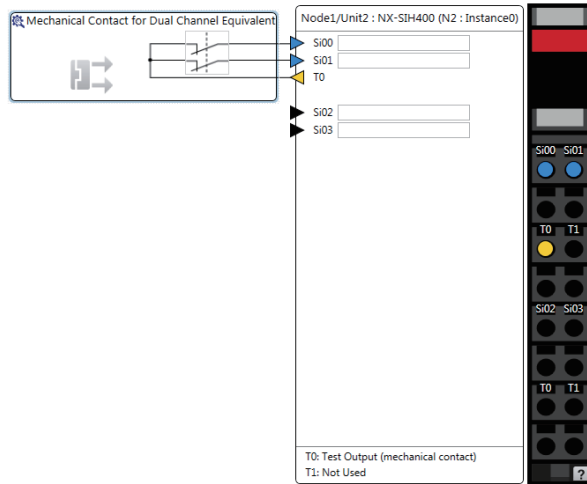 Mechanical Contact for Dual Channel Equivalent
Node1/Unit2 : NX-SIH400 (N2 : Instance0)
Si00
Si01
T0
Si02
Si03
T0: Test Output (mechanical contact)
T1: Not Used
Si00 Si01
T0 T1
Si02 Si03
T0 T1
?